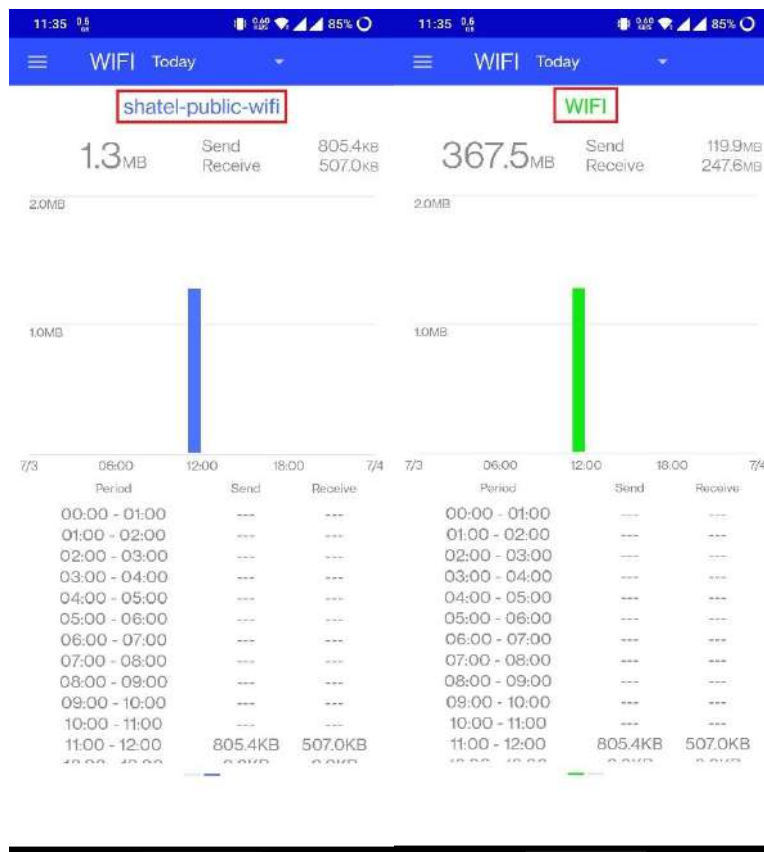 11:35 0.6
85%
WIFI Today
shatel-public-wifi
1.3MB
Send 805.4KB
Receive 507.0KB
2.0MB
1.0MB
7/3 06:00 12:00 18:00 7/4
Period Send Receive
00:00 - 01:00 --- ---
01:00 - 02:00 --- ---
02:00 - 03:00 --- ---
03:00 - 04:00 --- ---
04:00 - 05:00 --- ---
05:00 - 06:00 --- ---
06:00 - 07:00 --- ---
07:00 - 08:00 --- ---
08:00 - 09:00 --- ---
09:00 - 10:00 --- ---
10:00 - 11:00 --- ---
11:00 - 12:00 805.4KB 507.0KB
11:35 0.6
85%
WIFI Today
WIFI
367.5MB
Send 119.9MB
Receive 247.6MB
2.0MB
1.0MB
7/3 06:00 12:00 18:00 7/4
Period Send Receive
00:00 - 01:00 --- ---
01:00 - 02:00 --- ---
02:00 - 03:00 --- ---
03:00 - 04:00 --- ---
04:00 - 05:00 --- ---
05:00 - 06:00 --- ---
06:00 - 07:00 --- ---
07:00 - 08:00 --- ---
08:00 - 09:00 --- ---
09:00 - 10:00 --- ---
10:00 - 11:00 --- ---
11:00 - 12:00 805.4KB 507.0KB